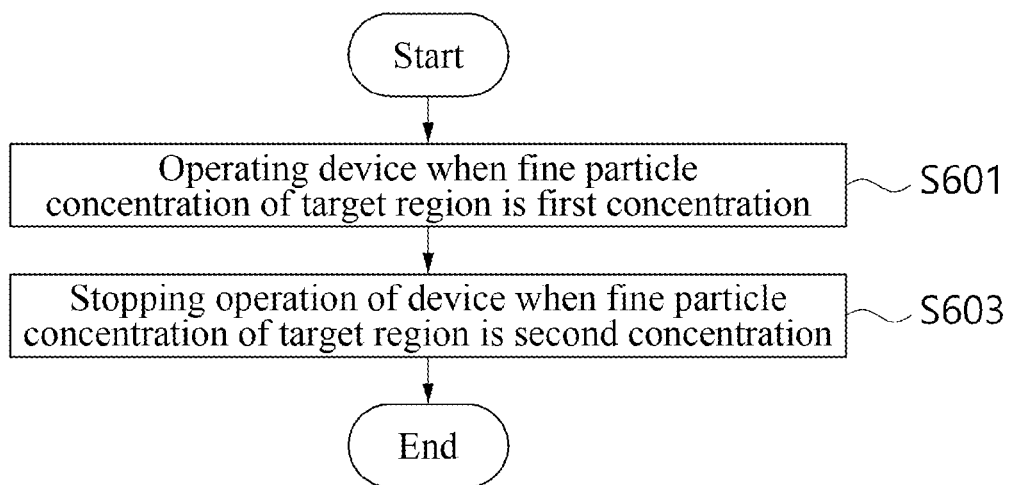 Start
Operating device when fine particle
concentration of target region is first concentration
S601
Stopping operation of device when fine particle
concentration of target region is second concentration
S603
End